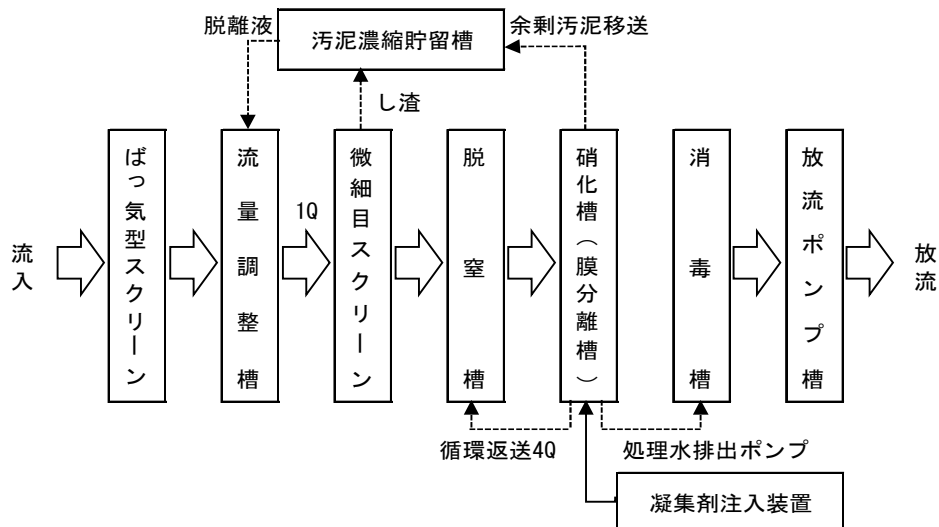 脱離液
汚泥濃縮貯留槽
余剰汚泥移送
し渣
流入
ばっ気型スクリーン
流量調整槽
1Q
微細目スクリーン
脱窒槽
硝化槽(膜分離槽)
消毒槽
放流ポンプ槽
放流
循環返送4Q
処理水排出ポンプ
凝集剤注入装置